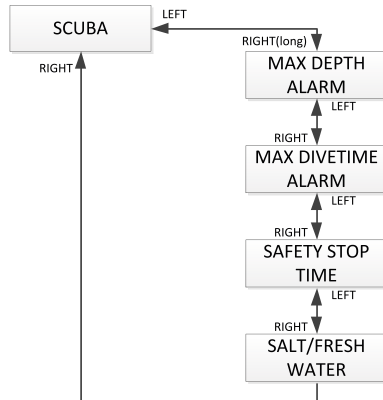 LEFT
SCUBA
RIGHT(long)
RIGHT
MAX DEPTH
ALARM
LEFT
RIGHT
MAX DIVETIME
ALARM
LEFT
RIGHT
SAFETY STOP
TIME
LEFT
RIGHT
SALT/FRESH
WATER